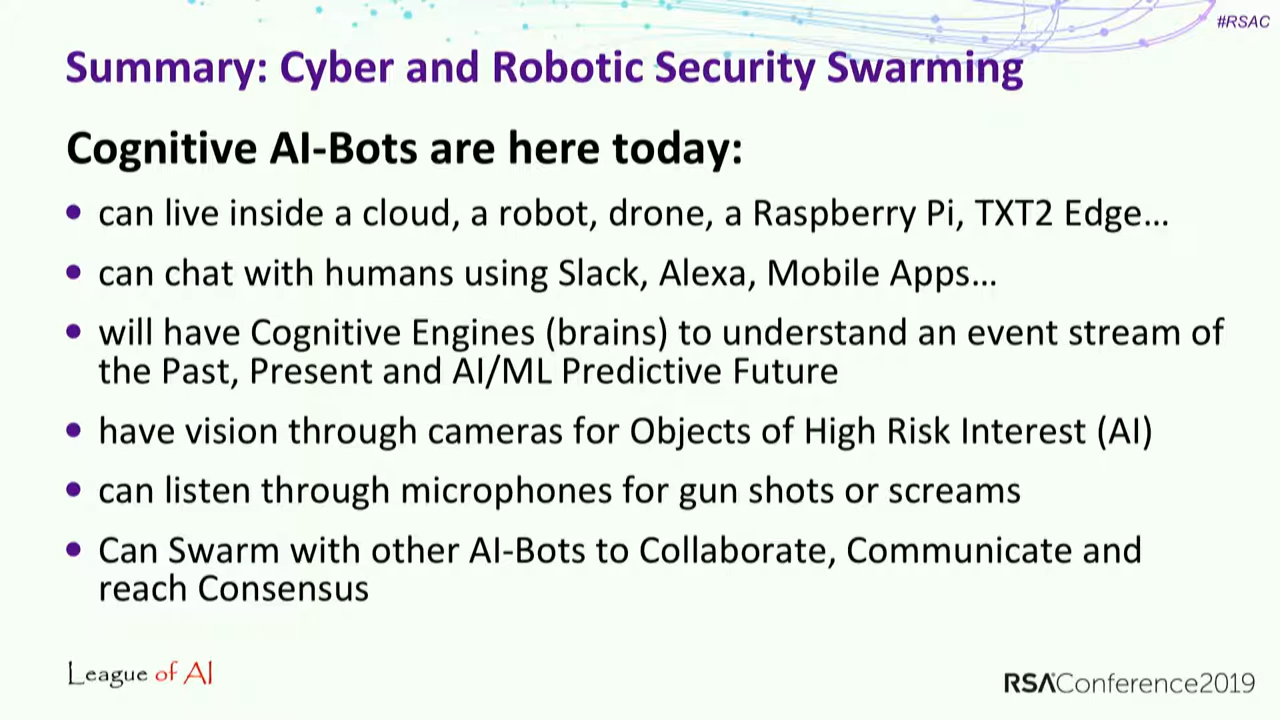 #RSAC
Summary: Cyber and Robotic Security Swarming
Cognitive AI-Bots are here today:
• can live inside a cloud, a robot, drone, a Raspberry Pi, TXT2 Edge…
• can chat with humans using Slack, Alexa, Mobile Apps…
• will have Cognitive Engines (brains) to understand an event stream of
the Past, Present and AI/ML Predictive Future
• have vision through cameras for Objects of High Risk Interest (AI)
• can listen through microphones for gun shots or screams
• Can Swarm with other AI-Bots to Collaborate, Communicate and
reach Consensus
League of AI
RSAConference2019